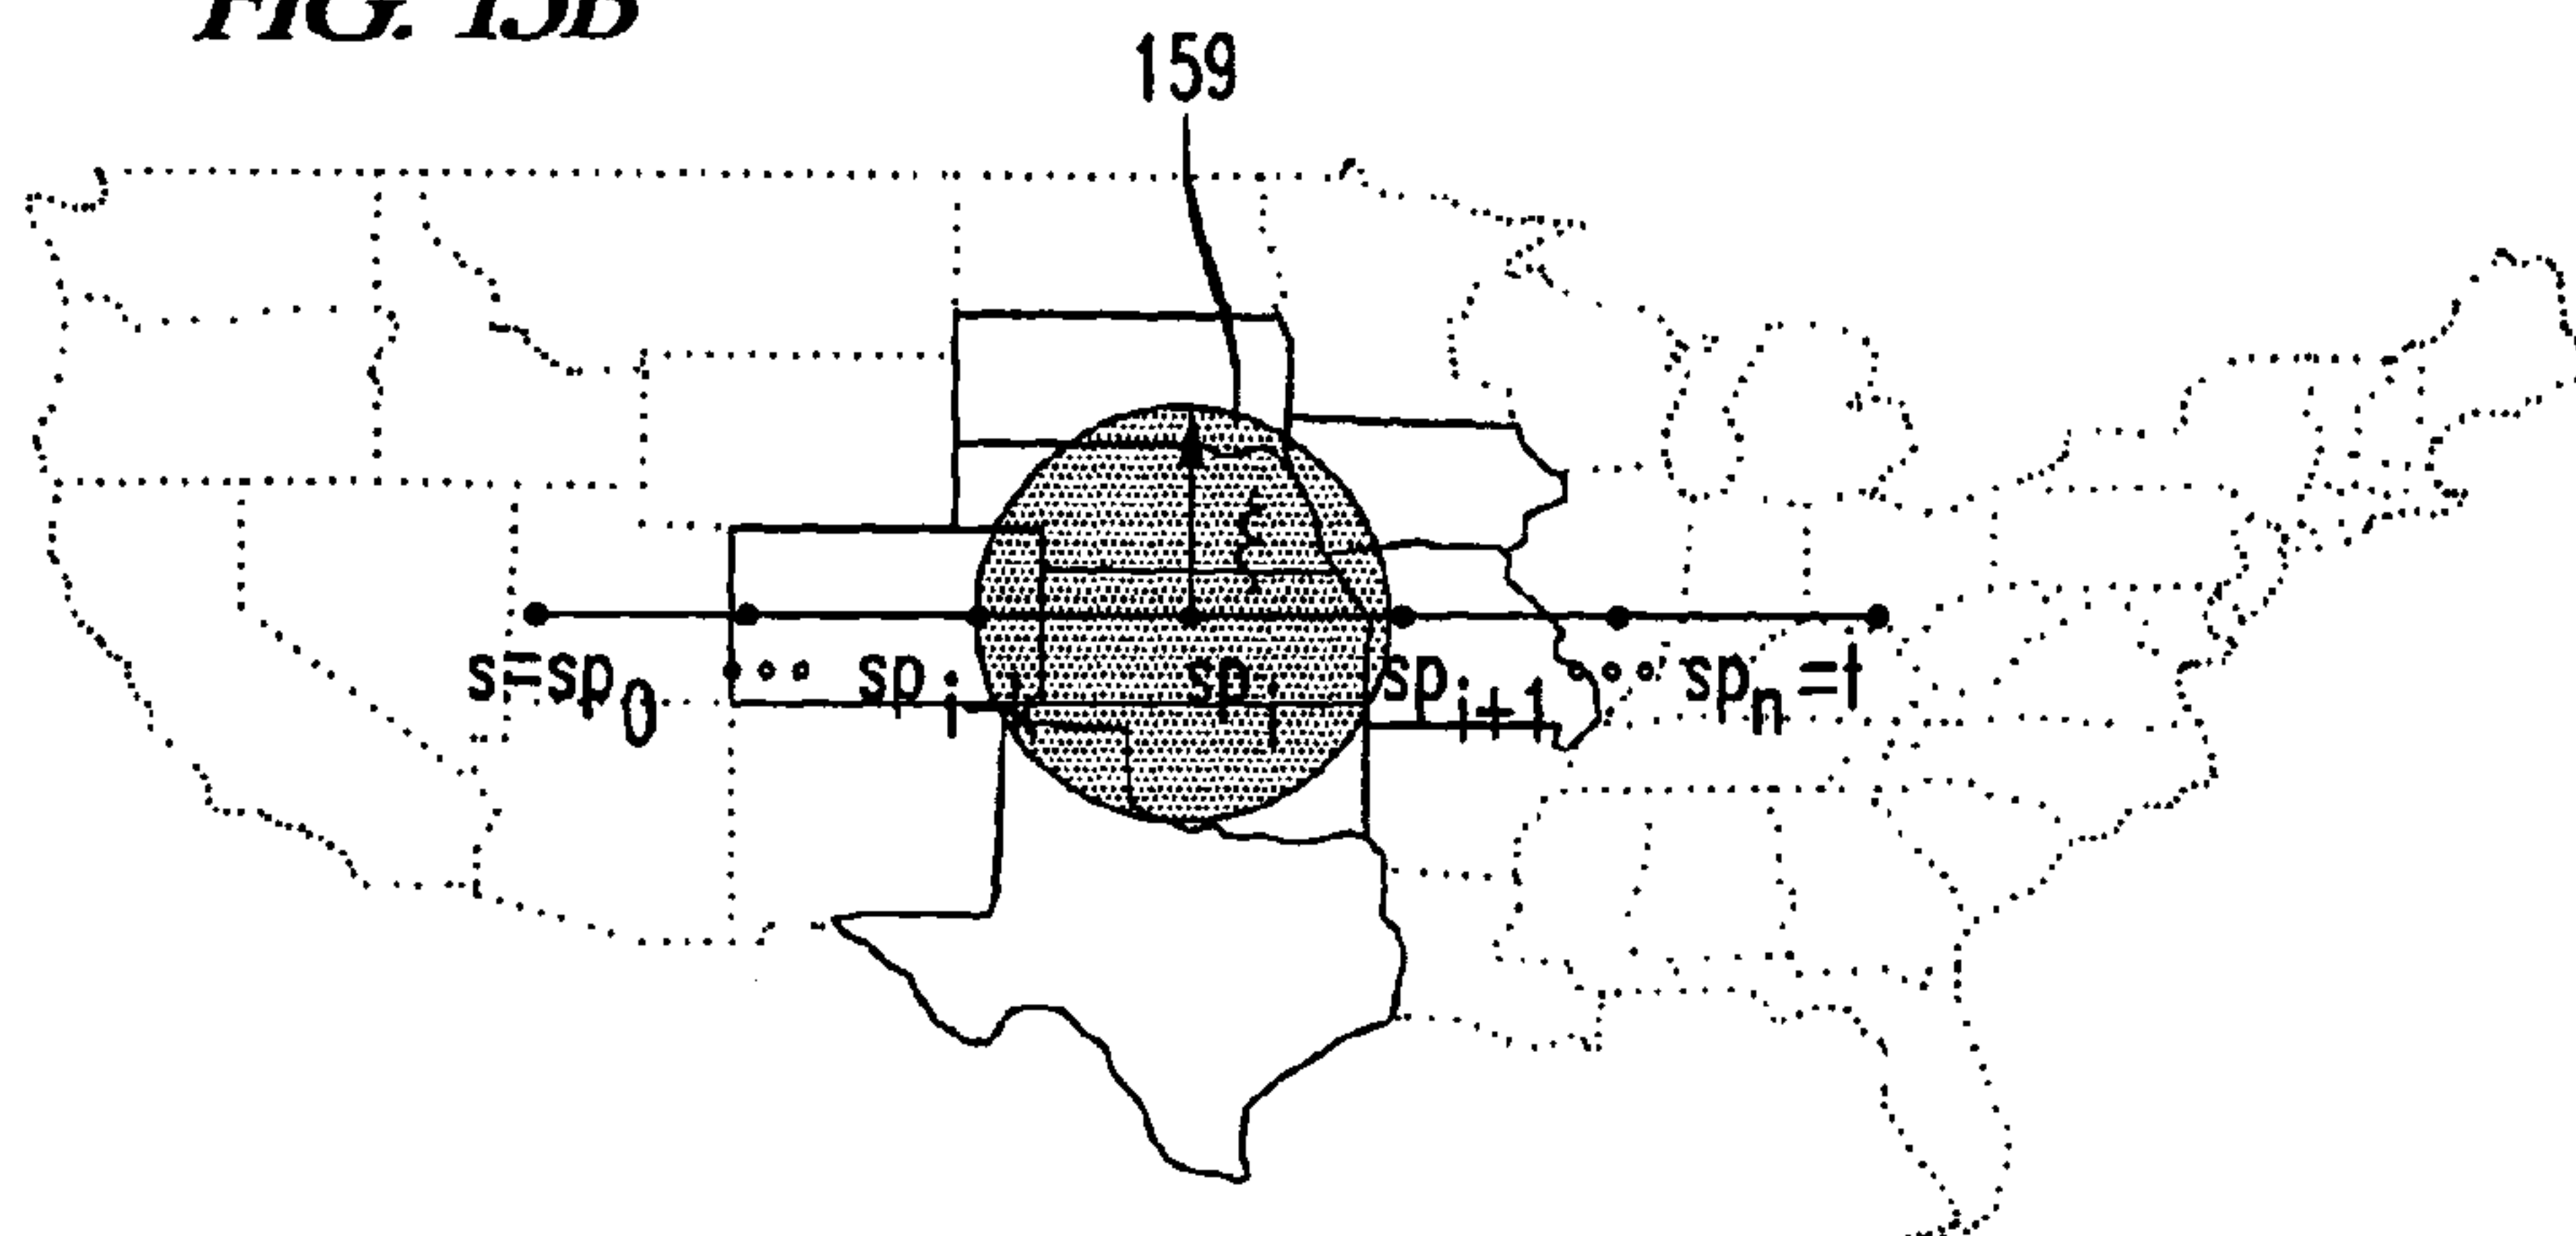 FIG. 15B
159
ξ
s=sp₀ ∘∘∘ spᵢ₋₁ spᵢ spᵢ₊₁ ∘∘∘ spₙ=t